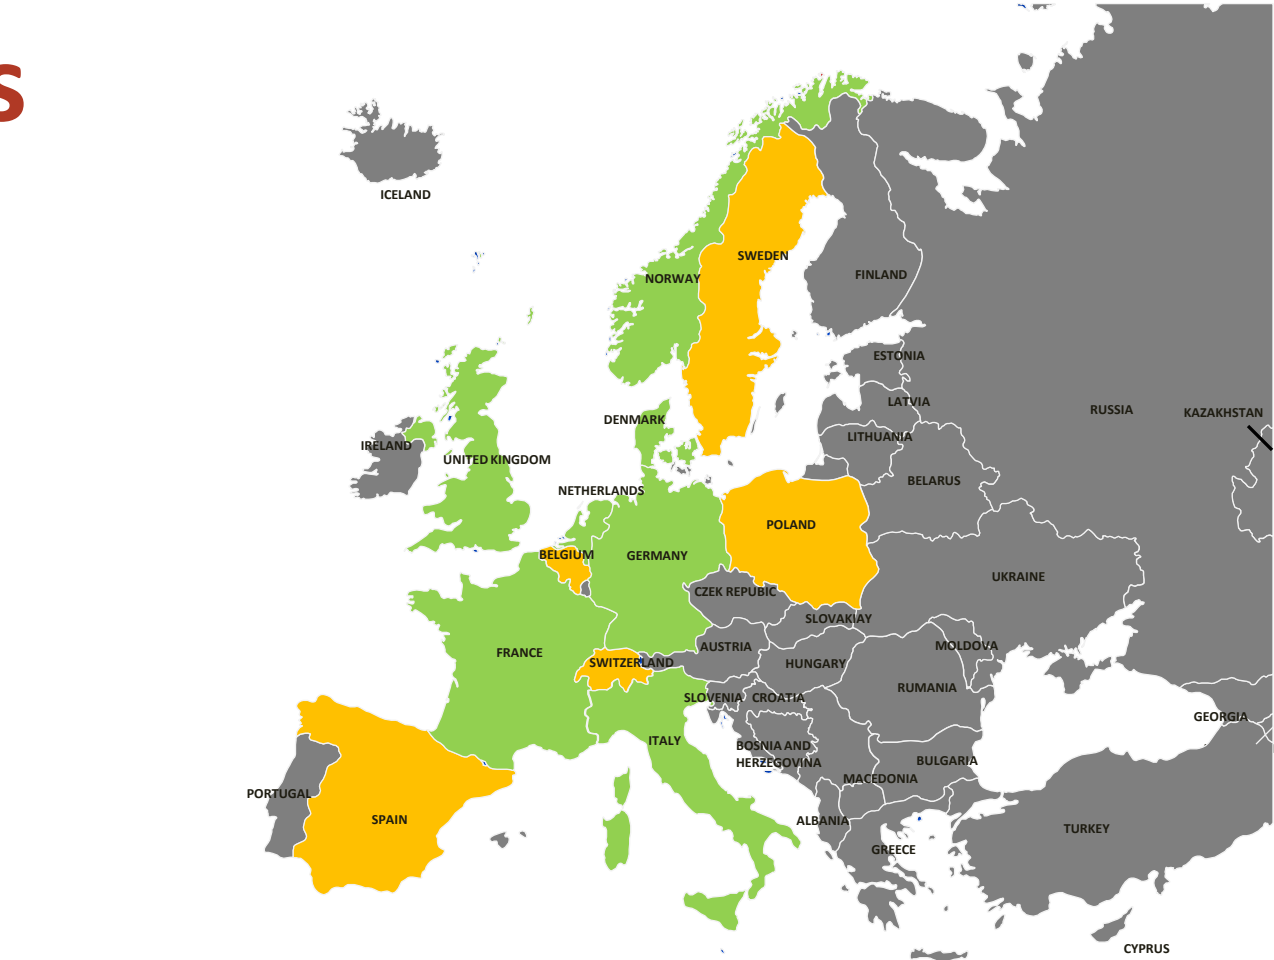 s
ICELAND
SWEDEN
FINLAND
NORWAY
ESTONIA
LATVIA
RUSSIA
KAZAKHSTAN
DENMARK
LITHUANIA
IRELAND
UNITED KINGDOM
BELARUS
NETHERLANDS
POLAND
BELGIUM
GERMANY
UKRAINE
CZEK REPUBIC
SLOVAKIAY
AUSTRIA
MOLDOVA
FRANCE
SWITZERLAND
HUNGARY
RUMANIA
SLOVENIA
CROATIA
GEORGIA
ITALY
BOSNIA AND
HERZEGOVINA
BULGARIA
MACEDONIA
PORTUGAL
SPAIN
ALBANIA
TURKEY
GREECE
CYPRUS